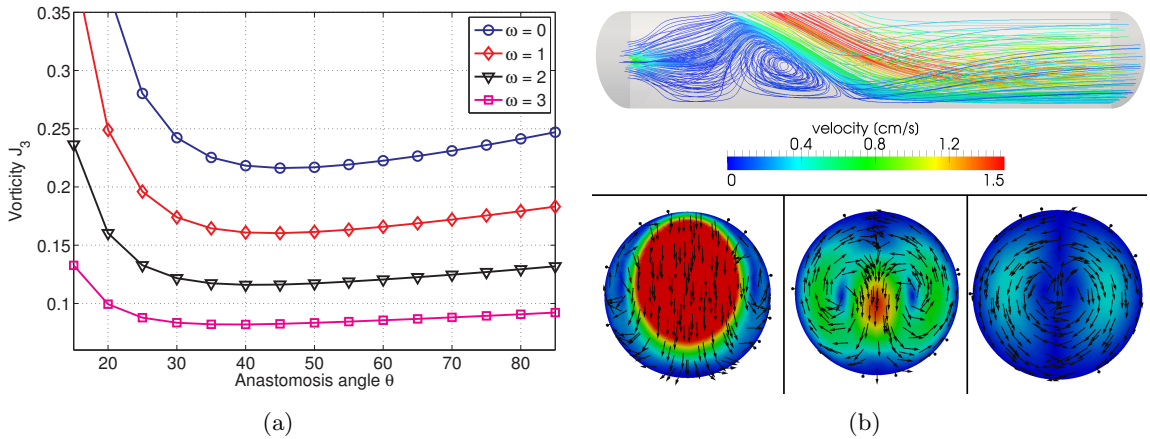 0.35
0.3
0.25
0.2
0.15
0.1
Vorticity J3
20 30 40 50 60 70 80
Anastomosis angle θ
ω = 0
ω = 1
ω = 2
ω = 3
(a)
velocity [cm/s]
0.4 0.8 1.2
0 1.5
(b)